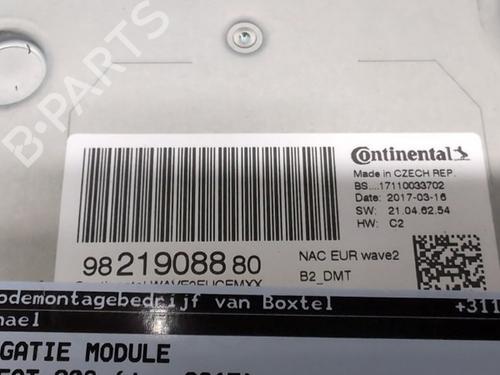 B-PARTS
Continental
Made in CZECH REP.
BS....17110033702
Date: 2017-03-16
SW: 21.04.62.54
HW: C2
98 219088 80
NAC EUR wave2
B2_DMT
odemontagebedrijf van Boxtel
+311
hael
GATIE MODULE